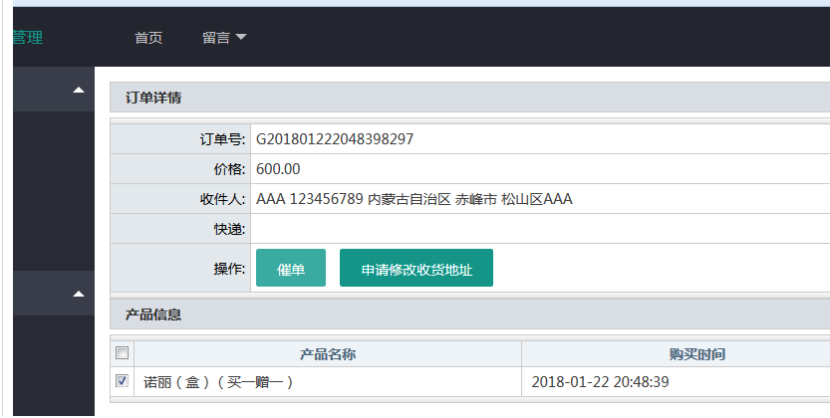 管理 首页 留言
订单详情
订单号: G201801222048398297
价格: 600.00
收件人: AAA 123456789 内蒙古自治区 赤峰市 松山区AAA
快递:
操作: 催单 申请修改收货地址
产品信息
产品名称 购买时间
诺丽（盒）（买一赠一） 2018-01-22 20:48:39